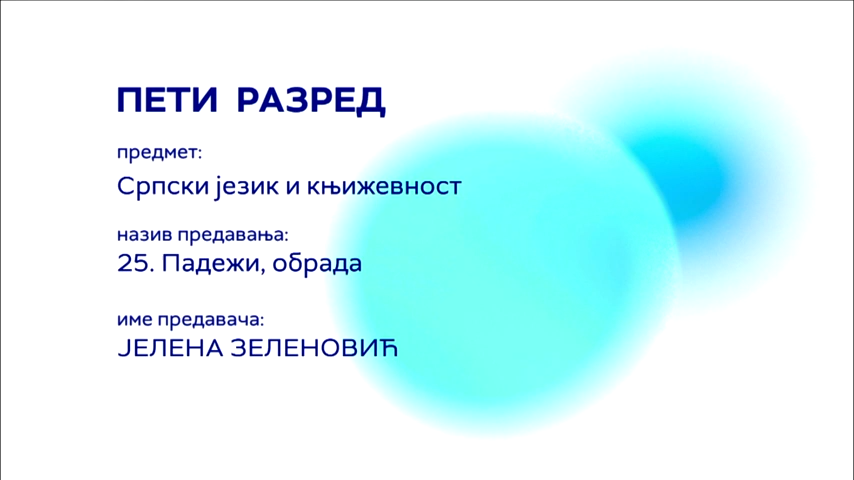 ПЕТИ РАЗРЕД
предмет:
Српски језик и књижевност
назив предавања:
25. Падежи, обрада
име предавача:
ЈЕЛЕНА ЗЕЛЕНОВИЋ